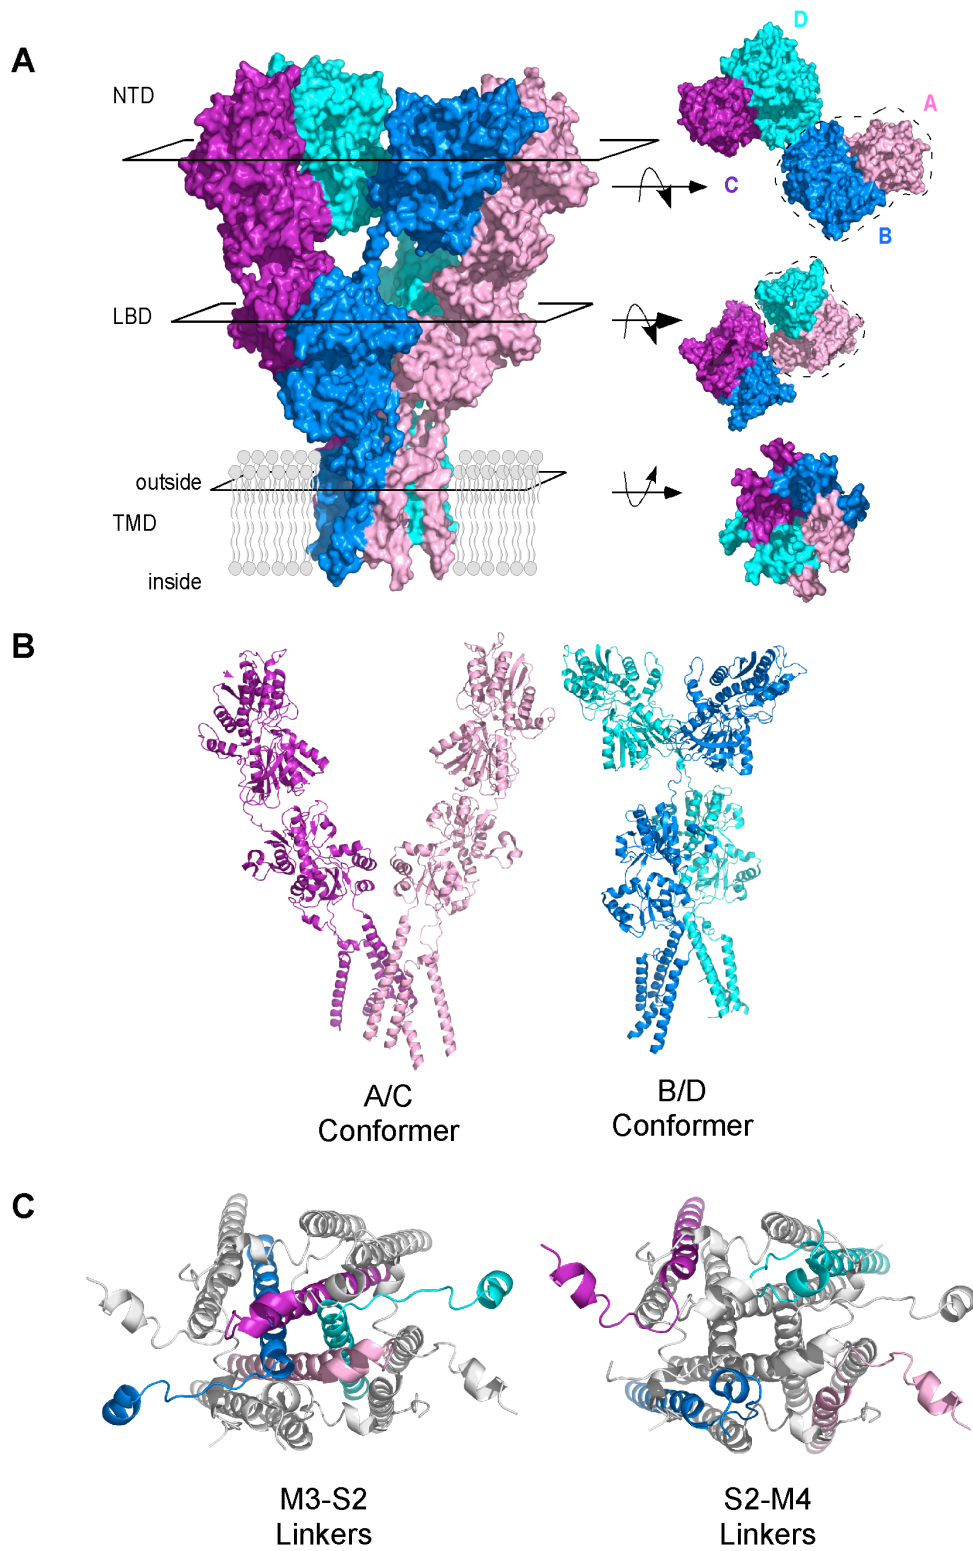 A
NTD
D
A
C
B
LBD
outside
TMD
inside
B
A/C
Conformer
B/D
Conformer
C
M3-S2
Linkers
S2-M4
Linkers